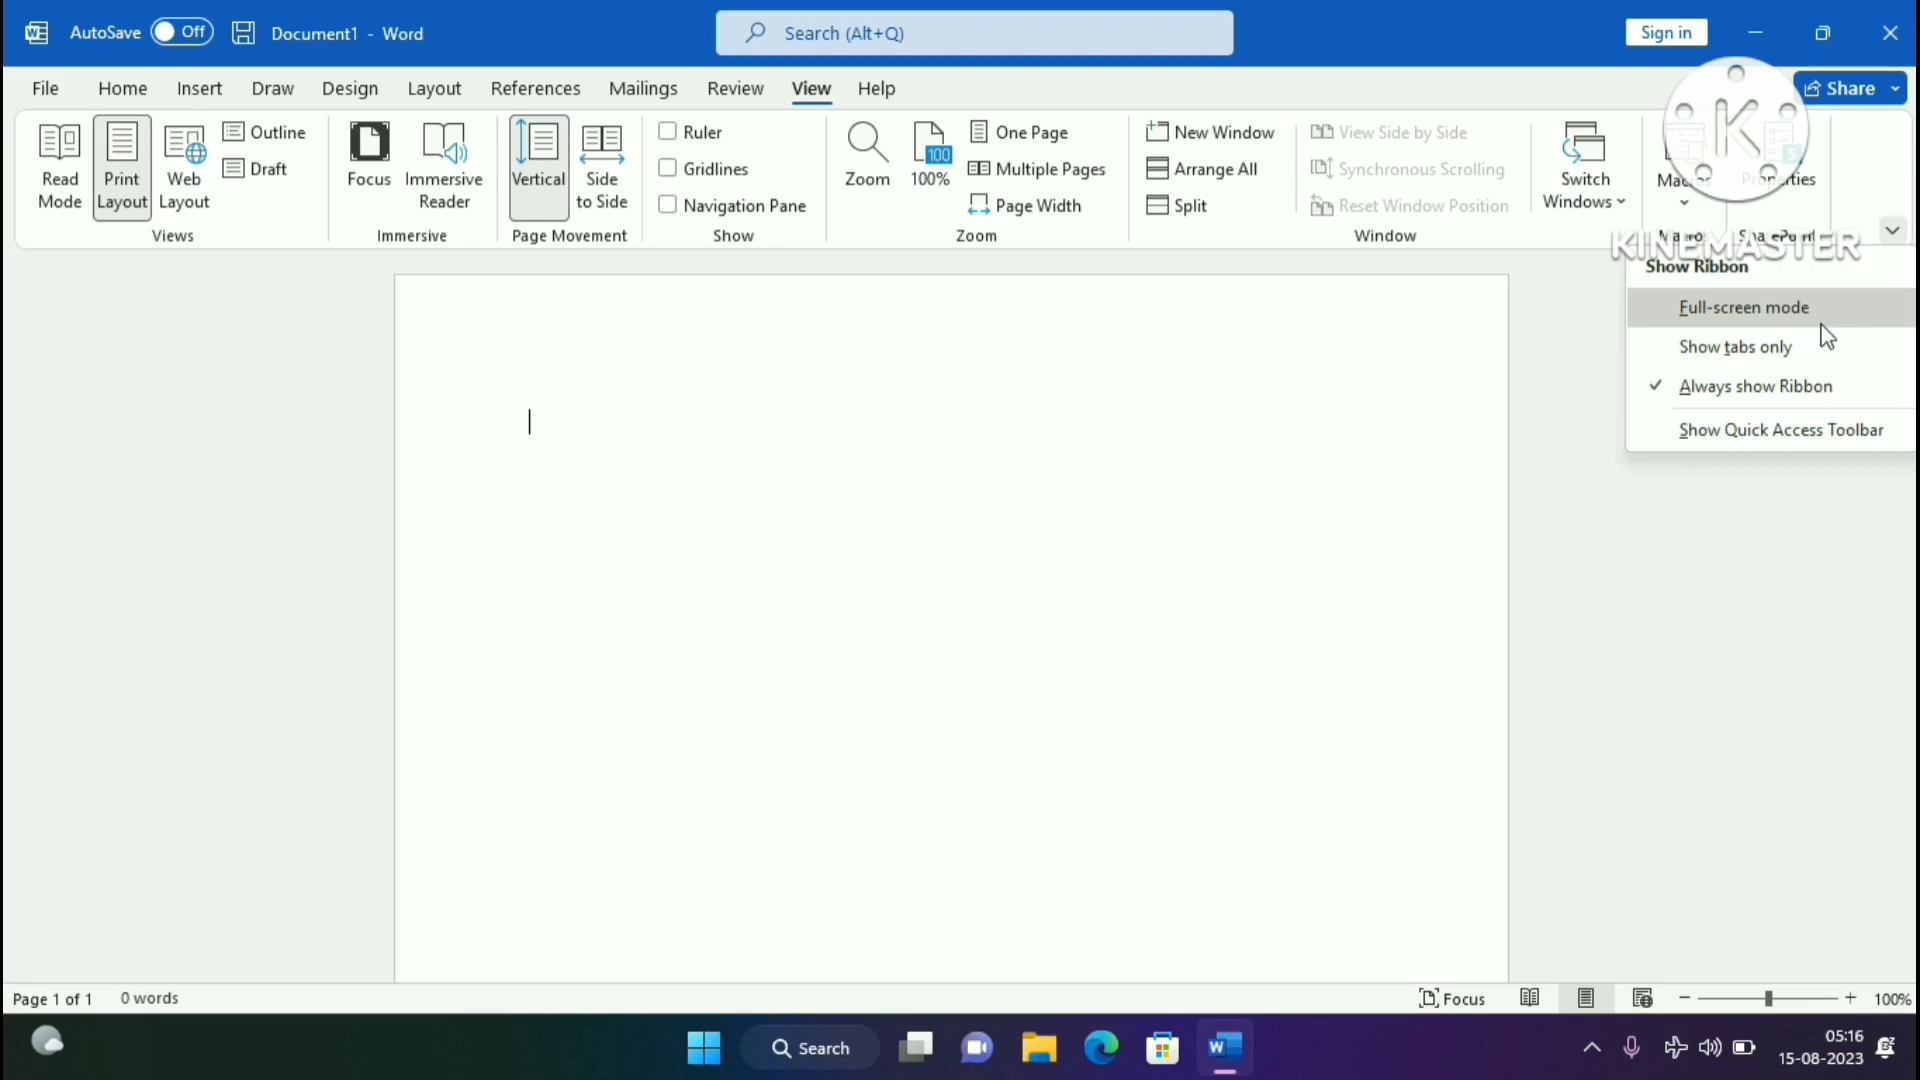 AutoSave Off Document1 - Word Search (Alt+Q) Sign in
File Home Insert Draw Design Layout References Mailings Review View Help Share
Read Mode
Print Layout
Web Layout
Outline
Draft
Views
Focus
Immersive Reader
Immersive
Vertical
Side to Side
Page Movement
Ruler
Gridlines
Navigation Pane
Show
Zoom
100%
100
One Page
Multiple Pages
Page Width
Zoom
New Window
Arrange All
Split
View Side by Side
Synchronous Scrolling
Reset Window Position
Switch Windows
Window
Macros
Properties
Macros
SharePoint
K
KINEMASTER
Show Ribbon
Full-screen mode
Show tabs only
Always show Ribbon
Show Quick Access Toolbar
Page 1 of 1 0 words Focus 100%
Search
W
05:16
15-08-2023